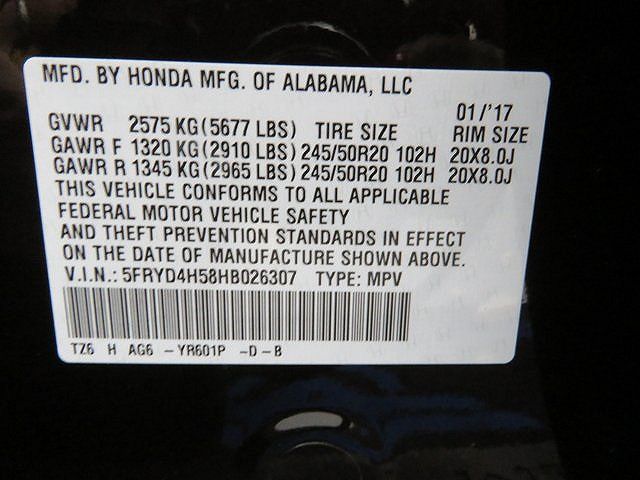 MFD. BY HONDA MFG. OF ALABAMA, LLC
01/'17
GVWR 2575 KG (5677 LBS) TIRE SIZE RIM SIZE
GAWR F 1320 KG (2910 LBS) 245/50R20 102H 20X8.0J
GAWR R 1345 KG (2965 LBS) 245/50R20 102H 20X8.0J
THIS VEHICLE CONFORMS TO ALL APPLICABLE
FEDERAL MOTOR VEHICLE SAFETY
AND THEFT PREVENTION STANDARDS IN EFFECT
ON THE DATE OF MANUFACTURE SHOWN ABOVE.
V.I.N.: 5FRYD4H58HB026307 TYPE: MPV
TZ6 H AG6 -YR601P -D-B